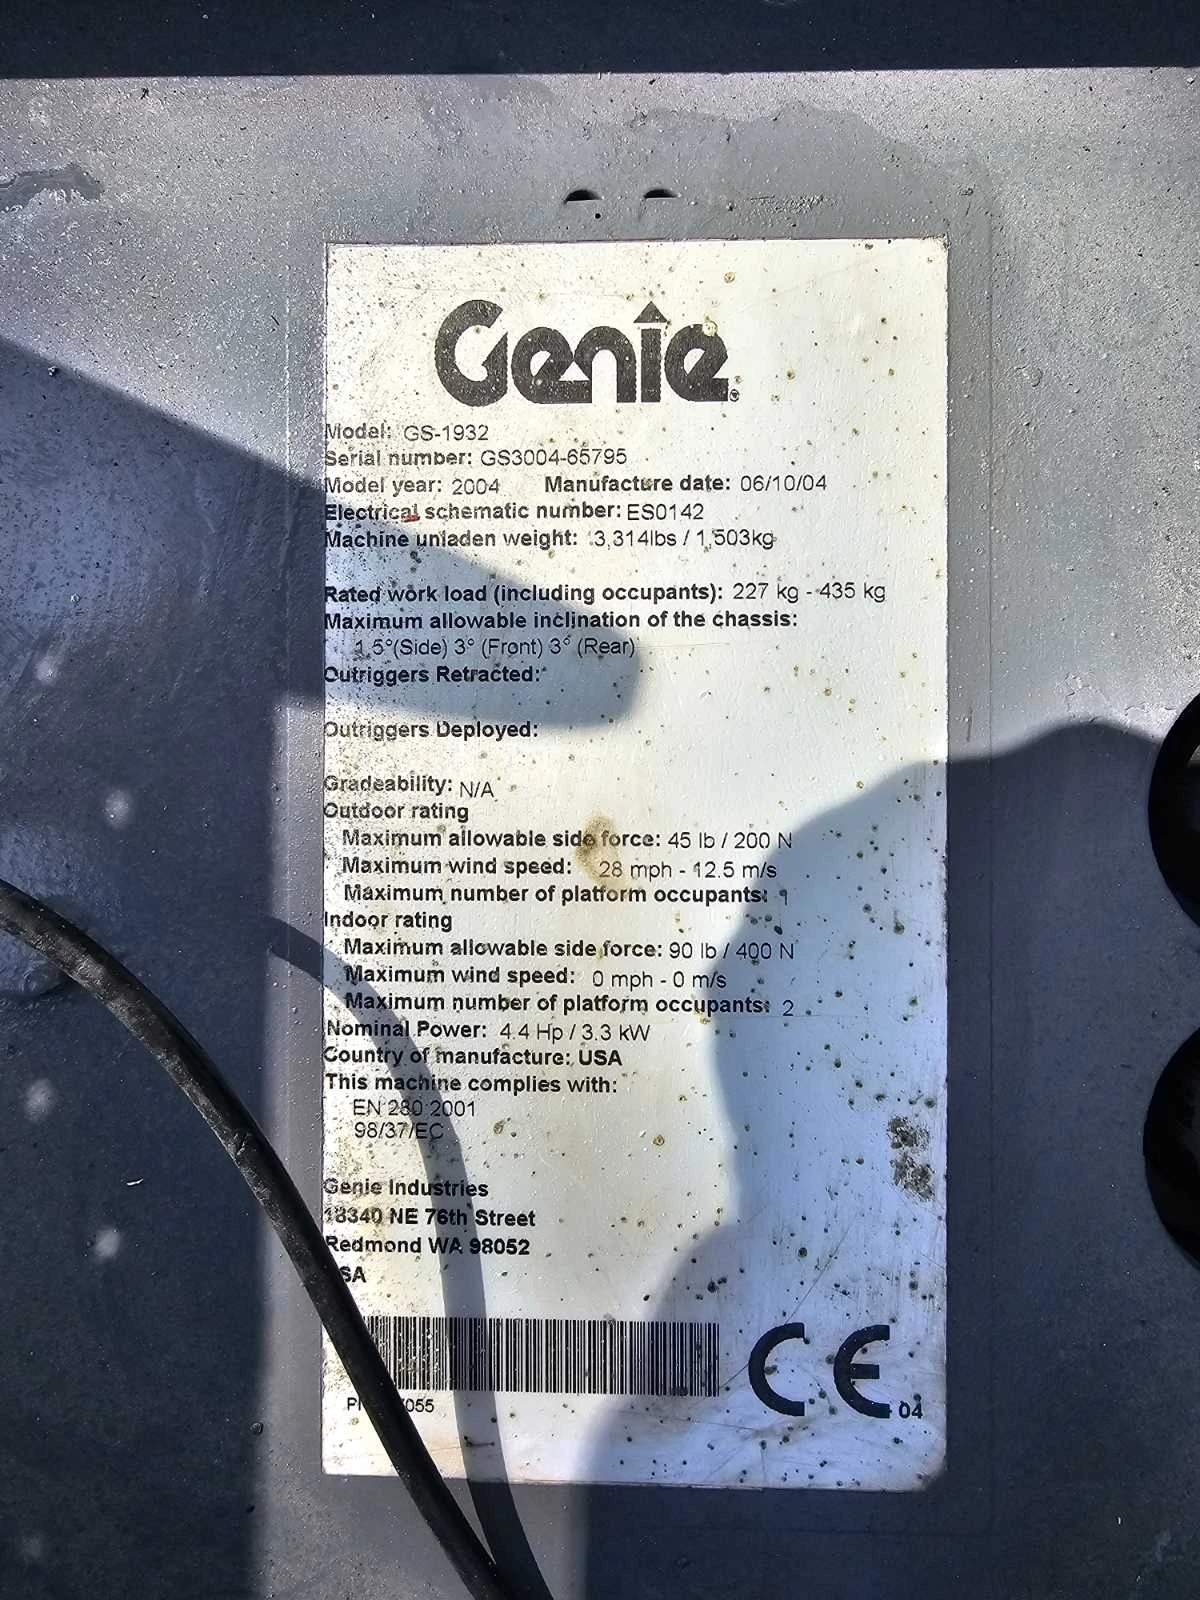 Genie
Model: GS-1932
Serial number: GS3004-65795
Model year: 2004 Manufacture date: 06/10/04
Electrical schematic number: ES0142
Machine unladen weight: 3,314lbs / 1,503kg
Rated work load (including occupants): 227 kg - 435 kg
Maximum allowable inclination of the chassis:
1.5°(Side) 3° (Front) 3° (Rear)
Outriggers Retracted:
Outriggers Deployed:
Gradeability: N/A
Outdoor rating
Maximum allowable side force: 45 lb / 200 N
Maximum wind speed: 28 mph - 12.5 m/s
Maximum number of platform occupants: 1
Indoor rating
Maximum allowable side force: 90 lb / 400 N
Maximum wind speed: 0 mph - 0 m/s
Maximum number of platform occupants: 2
Nominal Power: 4.4 Hp / 3.3 kW
Country of manufacture: USA
This machine complies with:
EN 280:2001
98/37/EC
Genie Industries
18340 NE 76th Street
Redmond WA 98052
USA
CE 04